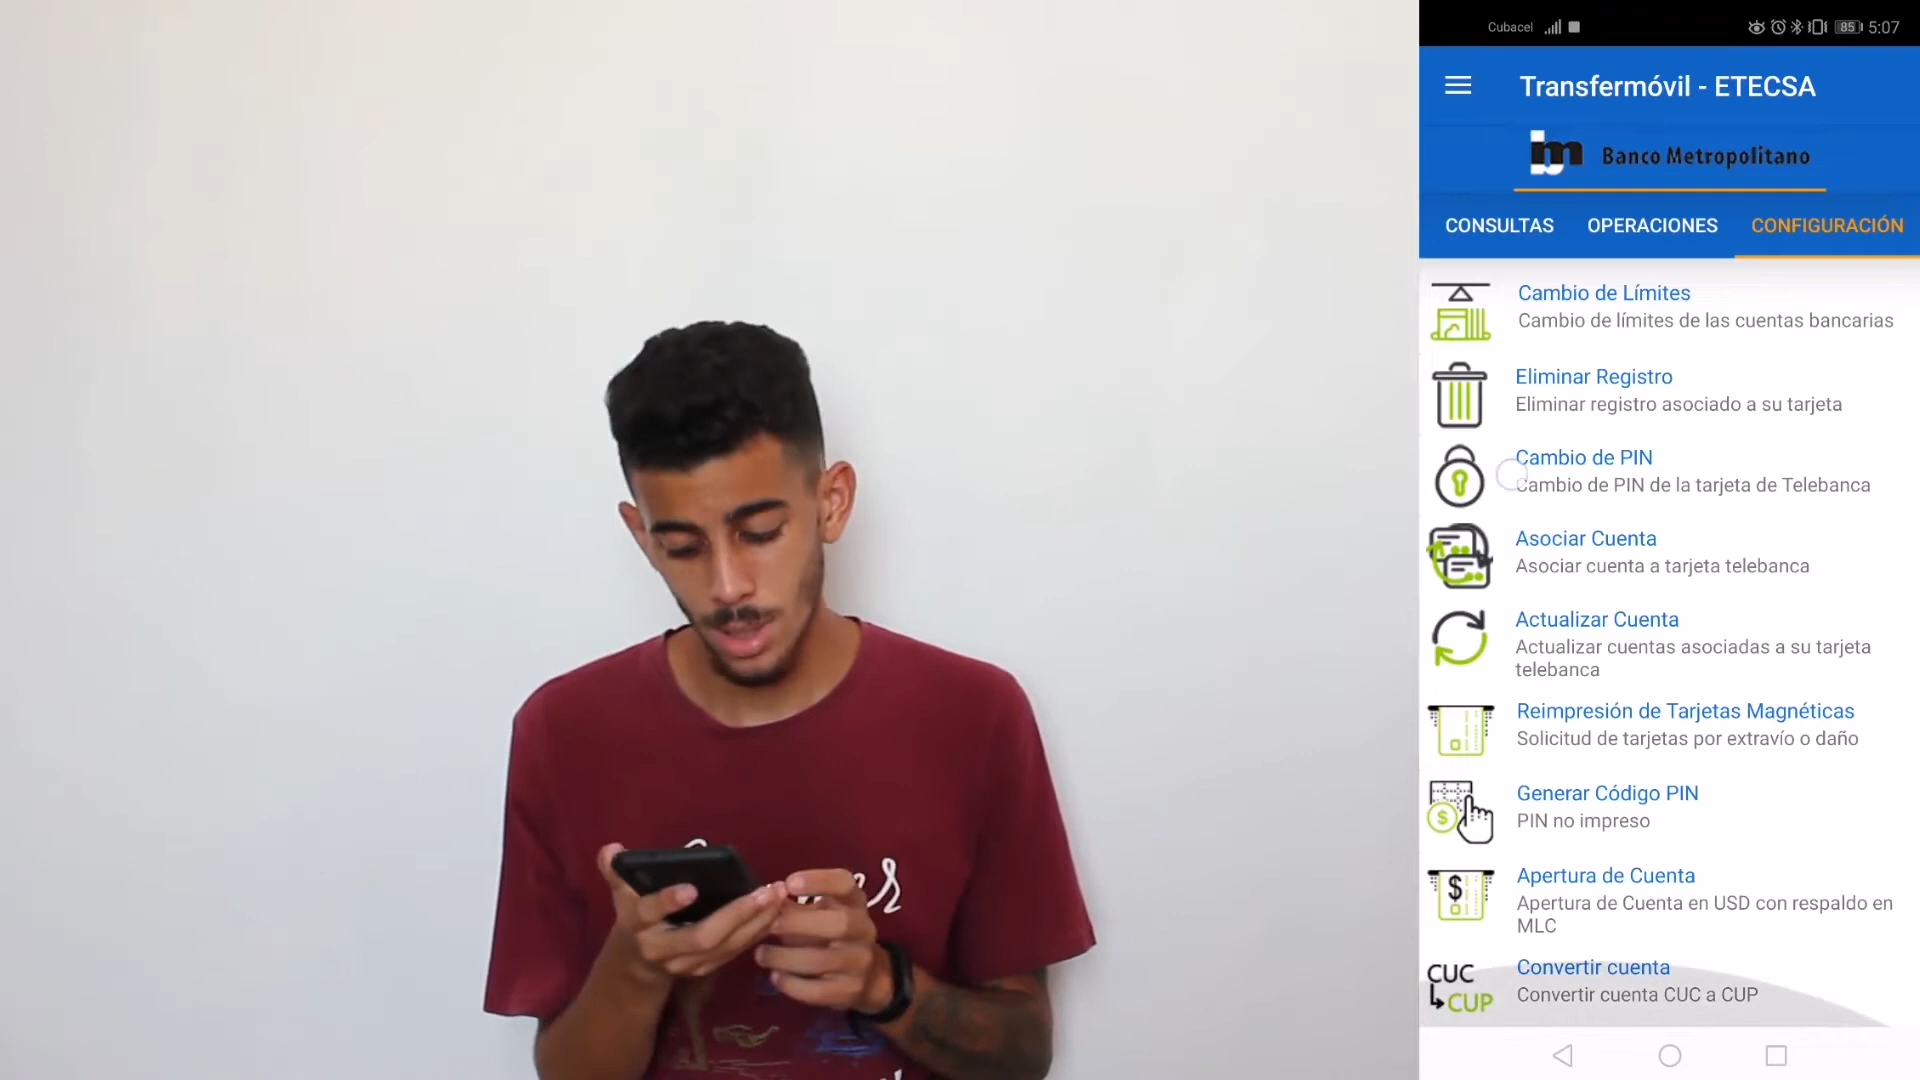 Cubacel
85 5:07
Transfermóvil - ETECSA
bm Banco Metropolitano
CONSULTAS OPERACIONES CONFIGURACIÓN
Cambio de Límites
Cambio de límites de las cuentas bancarias
Eliminar Registro
Eliminar registro asociado a su tarjeta
Cambio de PIN
Cambio de PIN de la tarjeta de Telebanca
Asociar Cuenta
Asociar cuenta a tarjeta telebanca
Actualizar Cuenta
Actualizar cuentas asociadas a su tarjeta
telebanca
Reimpresión de Tarjetas Magnéticas
Solicitud de tarjetas por extravío o daño
$
Generar Código PIN
PIN no impreso
$
Apertura de Cuenta
Apertura de Cuenta en USD con respaldo en
MLC
CUC
CUP
Convertir cuenta
Convertir cuenta CUC a CUP